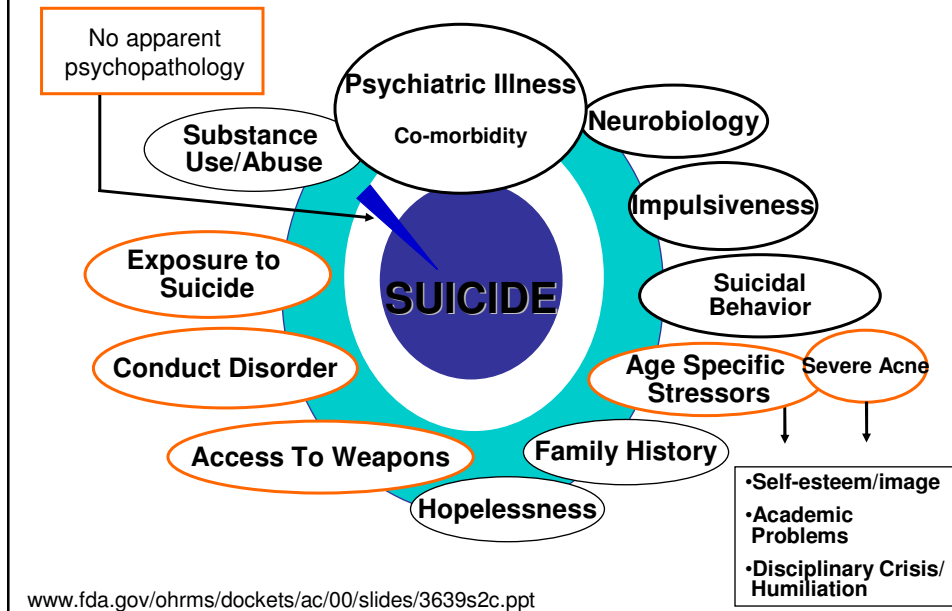 No apparent
psychopathology
Psychiatric Illness
Co-morbidity
Neurobiology
Substance
Use/Abuse
Impulsiveness
Exposure to
Suicide
SUICIDE
Suicidal
Behavior
Conduct Disorder
Age Specific
Stressors
Severe Acne
Access To Weapons
Family History
Hopelessness
•Self-esteem/image
•Academic
Problems
•Disciplinary Crisis/
Humiliation
www.fda.gov/ohrms/dockets/ac/00/slides/3639s2c.ppt